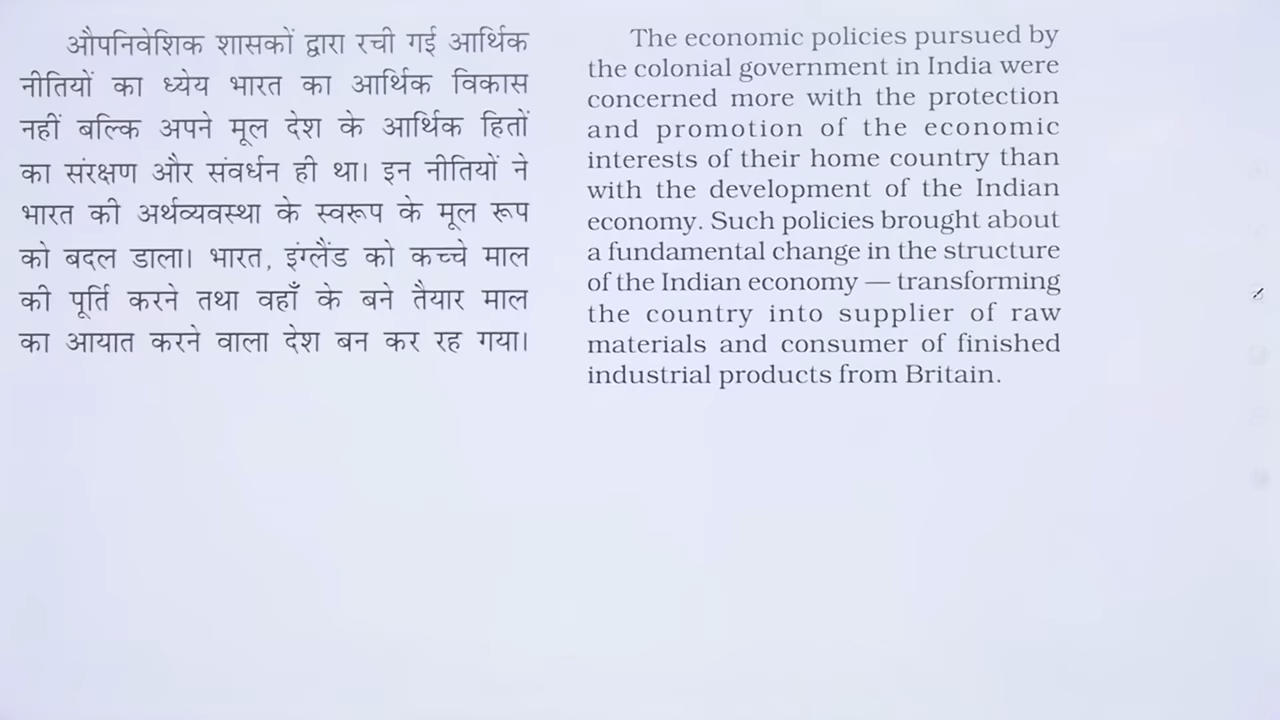 औपनिवेशिक शासकों द्वारा रची गई आर्थिक
नीतियों का ध्येय भारत का आर्थिक विकास
नहीं बल्कि अपने मूल देश के आर्थिक हितों
का संरक्षण और संवर्धन ही था। इन नीतियों ने
भारत की अर्थव्यवस्था के स्वरूप के मूल रूप
को बदल डाला। भारत, इंग्लैंड को कच्चे माल
की पूर्ति करने तथा वहाँ के बने तैयार माल
का आयात करने वाला देश बन कर रह गया।
The economic policies pursued by
the colonial government in India were
concerned more with the protection
and promotion of the economic
interests of their home country than
with the development of the Indian
economy. Such policies brought about
a fundamental change in the structure
of the Indian economy — transforming
the country into supplier of raw
materials and consumer of finished
industrial products from Britain.